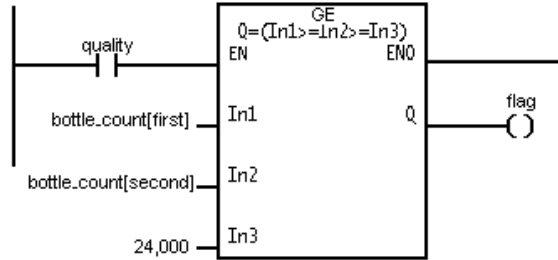 GE
Q=(In1>=In2>=In3)
quality
EN
ENO
flag
bottle_count[first]
In1
Q
bottle_count[second]
In2
24,000
In3